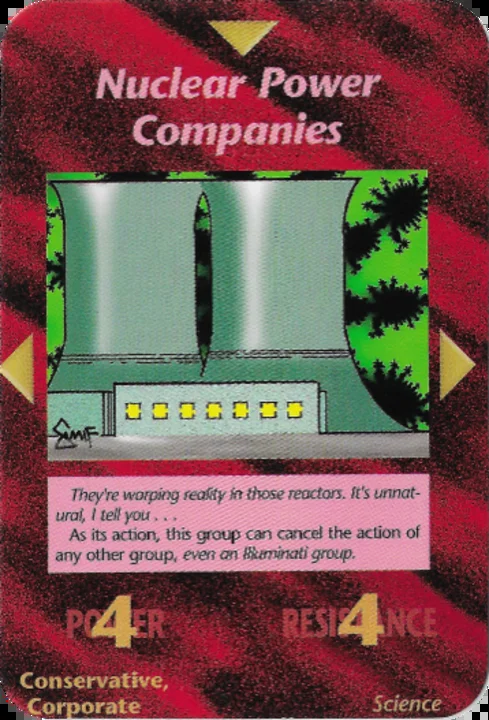 Nuclear Power
Companies
They're warping reality in those reactors. It's unnat-
ural, I tell you . . .
As its action, this group can cancel the action of
any other group, even an Illuminati group.
POWER 4
RESISTANCE 4
Conservative,
Corporate
Science